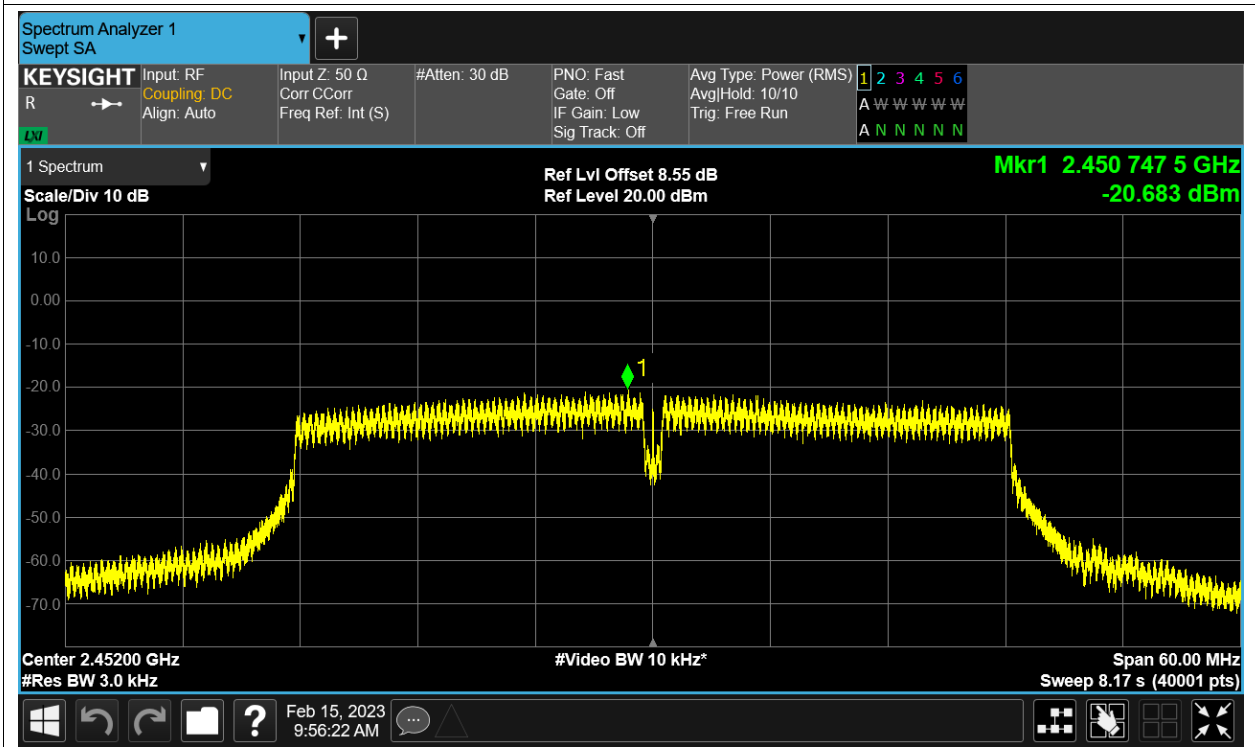 Spectrum Analyzer 1
Swept SA
+
KEYSIGHT
R
LXI
Input: RF
Coupling: DC
Align: Auto
Input Z: 50 Ω
Corr CCorr
Freq Ref: Int (S)
#Atten: 30 dB
PNO: Fast
Gate: Off
IF Gain: Low
Sig Track: Off
Avg Type: Power (RMS)
Avg|Hold: 10/10
Trig: Free Run
1 2 3 4 5 6
A W W W W W
A N N N N N
1 Spectrum
Scale/Div 10 dB
Log
Ref Lvl Offset 8.55 dB
Ref Level 20.00 dBm
Mkr1 2.450 747 5 GHz
-20.683 dBm
10.0
0.00
-10.0
1
-20.0
-30.0
-40.0
-50.0
-60.0
-70.0
Center 2.45200 GHz
#Res BW 3.0 kHz
#Video BW 10 kHz*
Span 60.00 MHz
Sweep 8.17 s (40001 pts)
?
Feb 15, 2023
9:56:22 AM